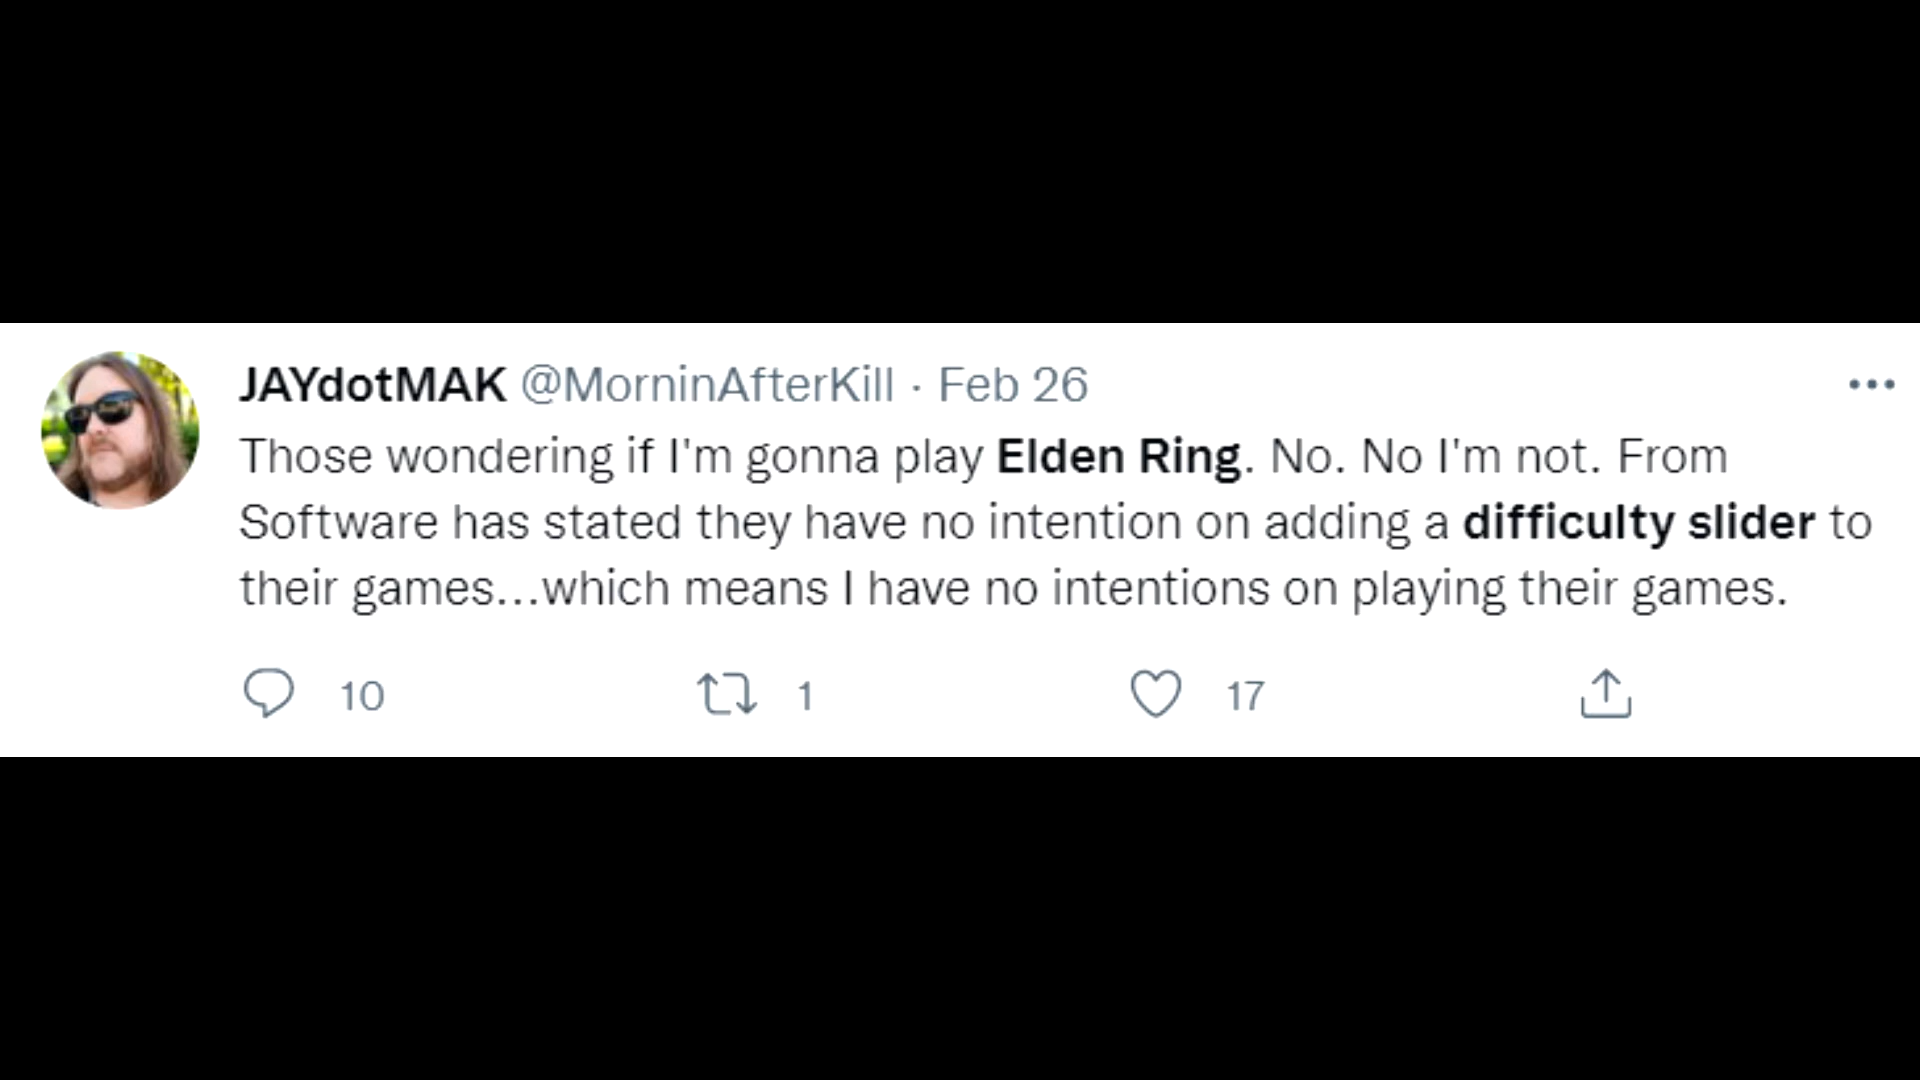 JAYdotMAK @MorninAfterKill · Feb 26
Those wondering if I'm gonna play Elden Ring. No. No I'm not. From
Software has stated they have no intention on adding a difficulty slider to
their games...which means I have no intentions on playing their games.
10 1 17